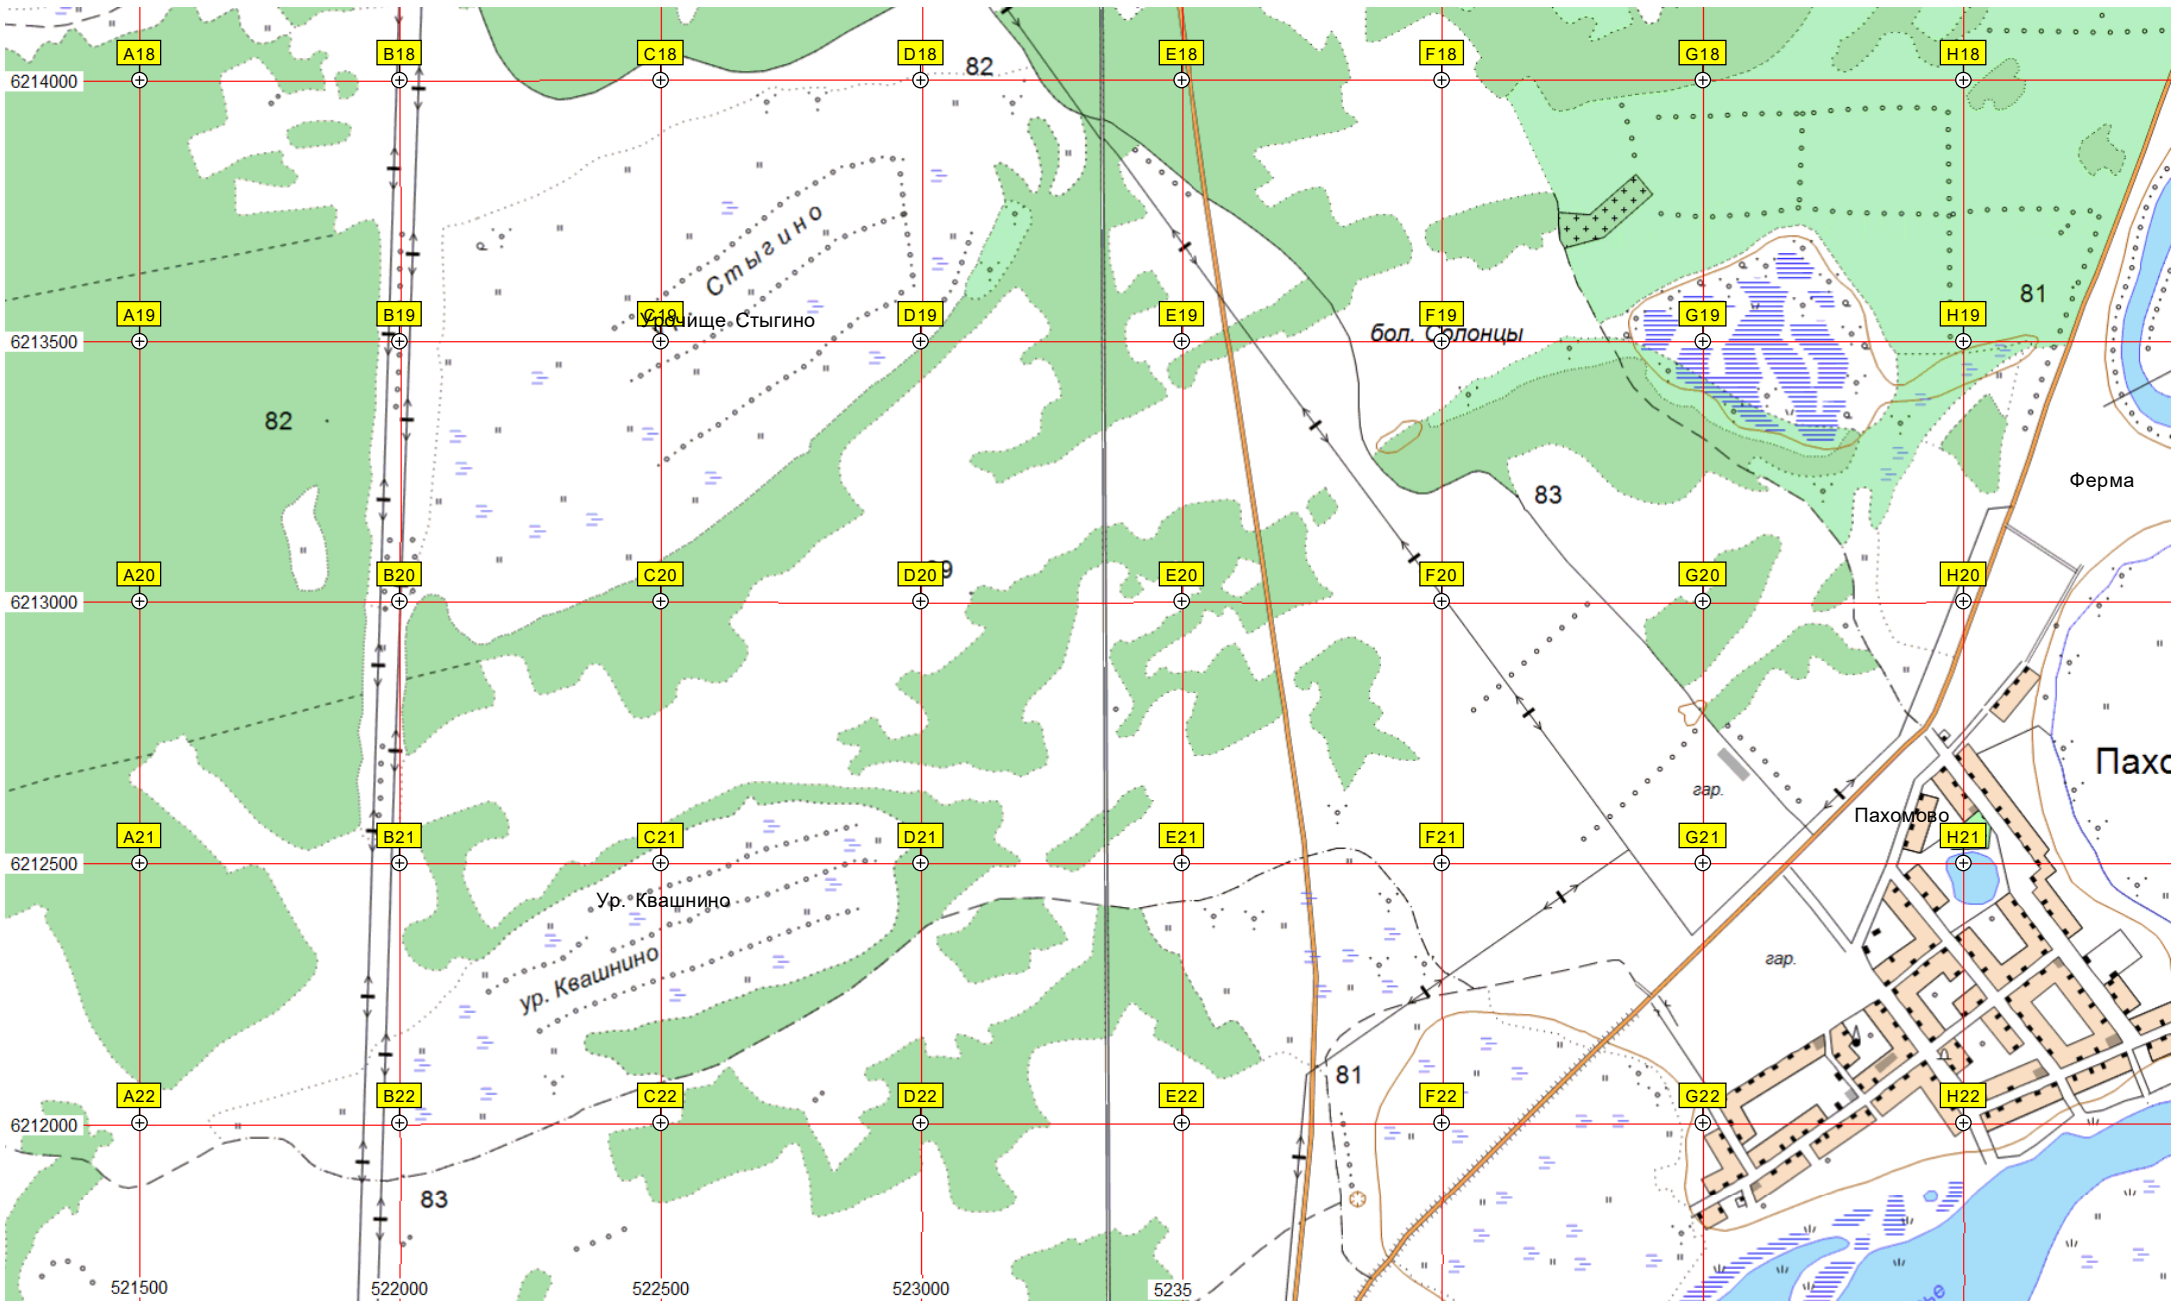 A18 B18 C18 D18 82 E18 F18 G18 H18
6214000
Стыгино
A19 B19 C19 D19 E19 F19 G19 81 H19
Урочище Стыгино
бол. Солонцы
6213500
82
Ферма
83
A20 B20 C20 D20 E20 F20 G20 H20
6213000
гар.
Пахомово
A21 B21 C21 D21 E21 F21 G21 H21
6212500
Ур. Квашнино
ур. Квашнино
гар.
81
A22 B22 C22 D22 E22 F22 G22 H22
6212000
83
521500 522000 522500 523000 5235